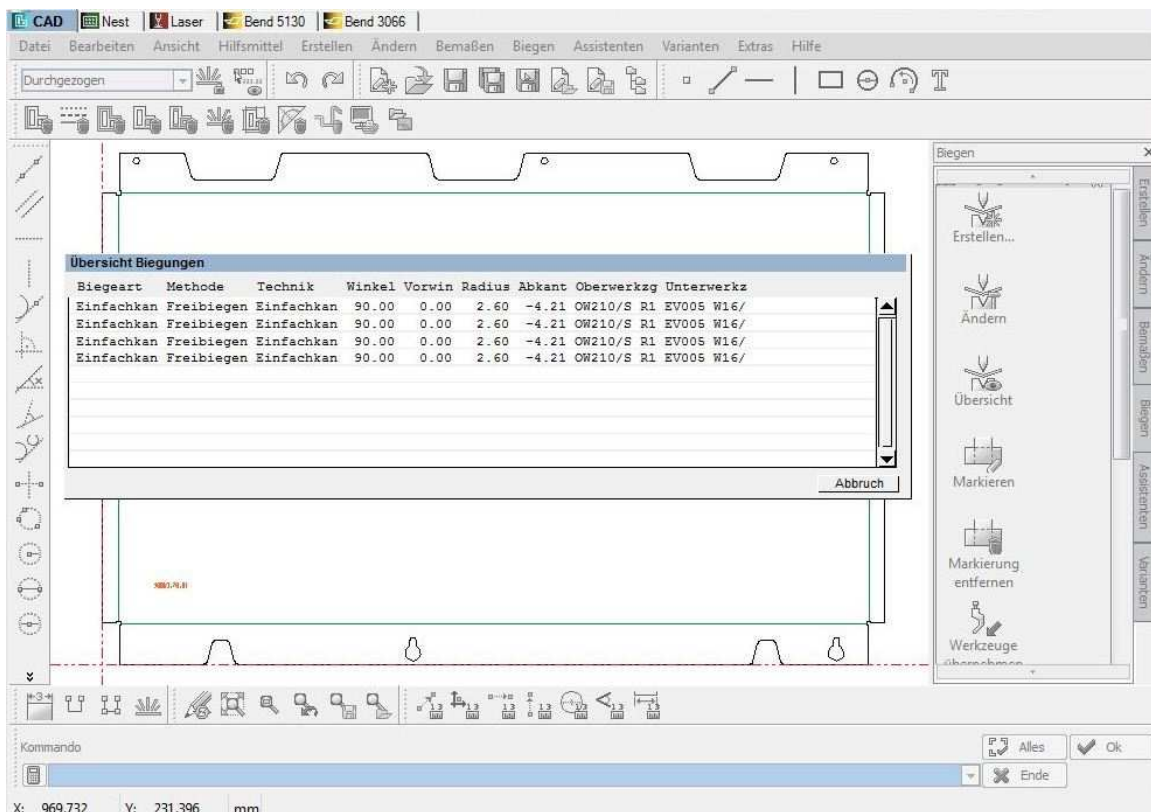 CAD Nest Laser Bend 5130 Bend 3066
Datei Bearbeiten Ansicht Hilfsmittel Erstellen Ändern Bemaßen Biegen Assistenten Varianten Extras Hilfe
Durchgezogen
Biegen
Erstellen...
Ändern
Übersicht
Markieren
Markierung
entfernen
Werkzeuge
übernehmen
Erstellen
Ändern
Bemaßen
Biegen
Assistenten
Varianten
Übersicht Biegungen
Biegeart Methode Technik Winkel Vorwin Radius Abkant Oberwerkzg Unterwerkz
Einfachkan Freibiegen Einfachkan 90.00 0.00 2.60 -4.21 OW210/S R1 EV005 W16/
Einfachkan Freibiegen Einfachkan 90.00 0.00 2.60 -4.21 OW210/S R1 EV005 W16/
Einfachkan Freibiegen Einfachkan 90.00 0.00 2.60 -4.21 OW210/S R1 EV005 W16/
Einfachkan Freibiegen Einfachkan 90.00 0.00 2.60 -4.21 OW210/S R1 EV005 W16/
Abbruch
Kommando
Alles Ok
Ende
X: 969.732 Y: 231.396 mm